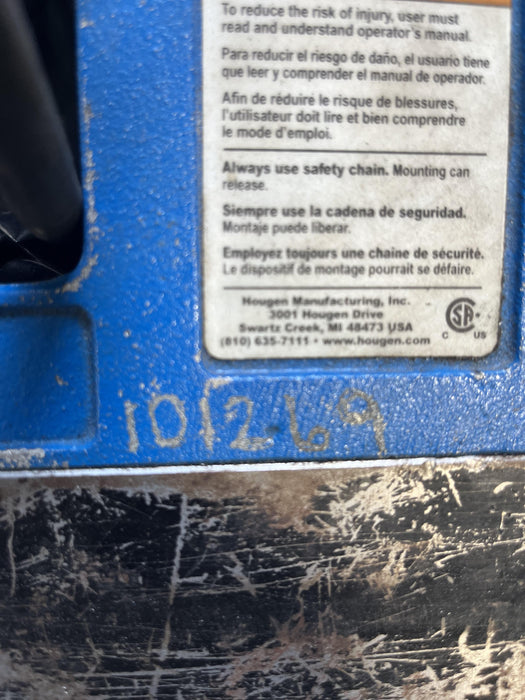 To reduce the risk of injury, user must
read and understand operator's manual.
Para reducir el riesgo de daño, el usuario tiene
que leer y comprender el manual de operador.
Afin de réduire le risque de blessures,
l'utilisateur doit lire et bien comprendre
le mode d'emploi.
Always use safety chain. Mounting can
release.
Siempre use la cadena de seguridad.
Montaje puede liberar.
Employez toujours une chaine de sécurité.
Le dispositif de montage pourrait se défaire.
Hougen Manufacturing, Inc.
3001 Hougen Drive
Swartz Creek, MI 48473 USA
(810) 635-7111 • www.hougen.com
C US